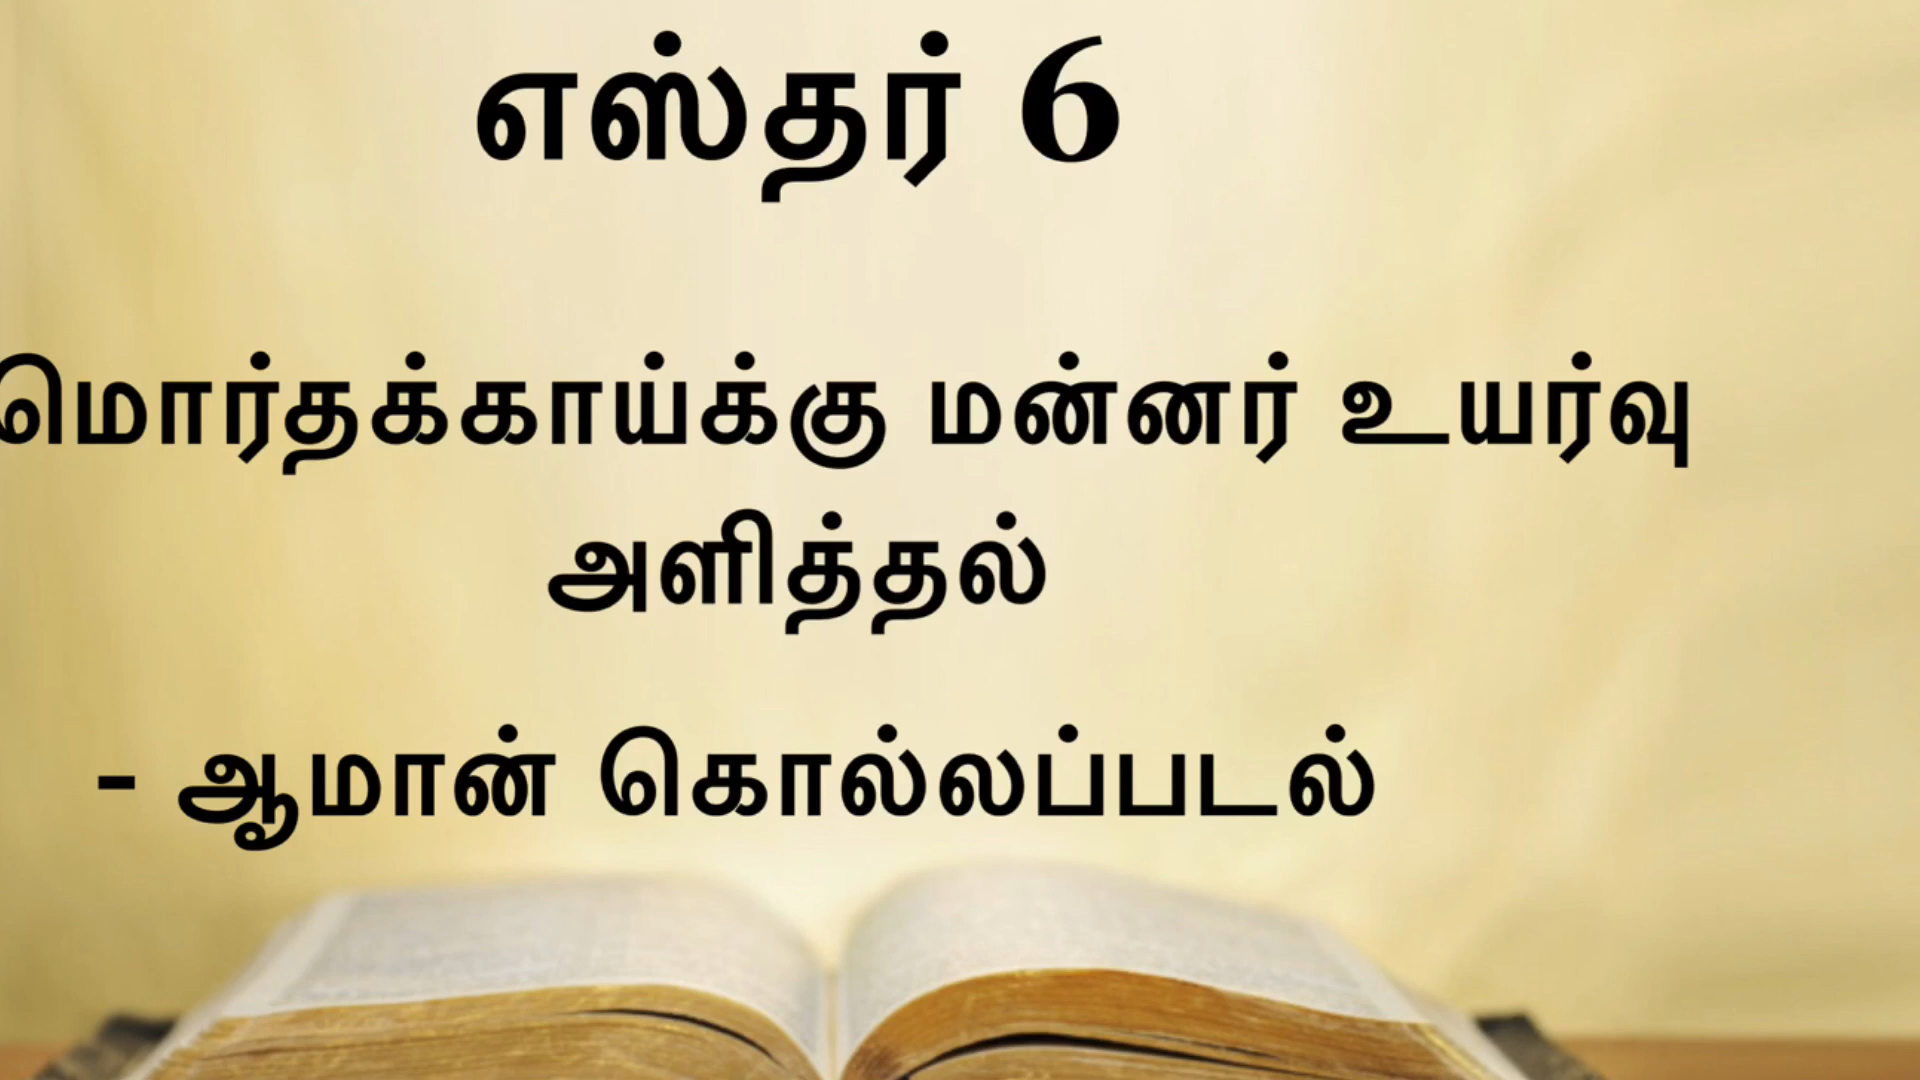 எஸ்தர் 6
மொர்தக்காய்க்கு மன்னர் உயர்வு
அளித்தல்
- ஆமான் கொல்லப்படல்